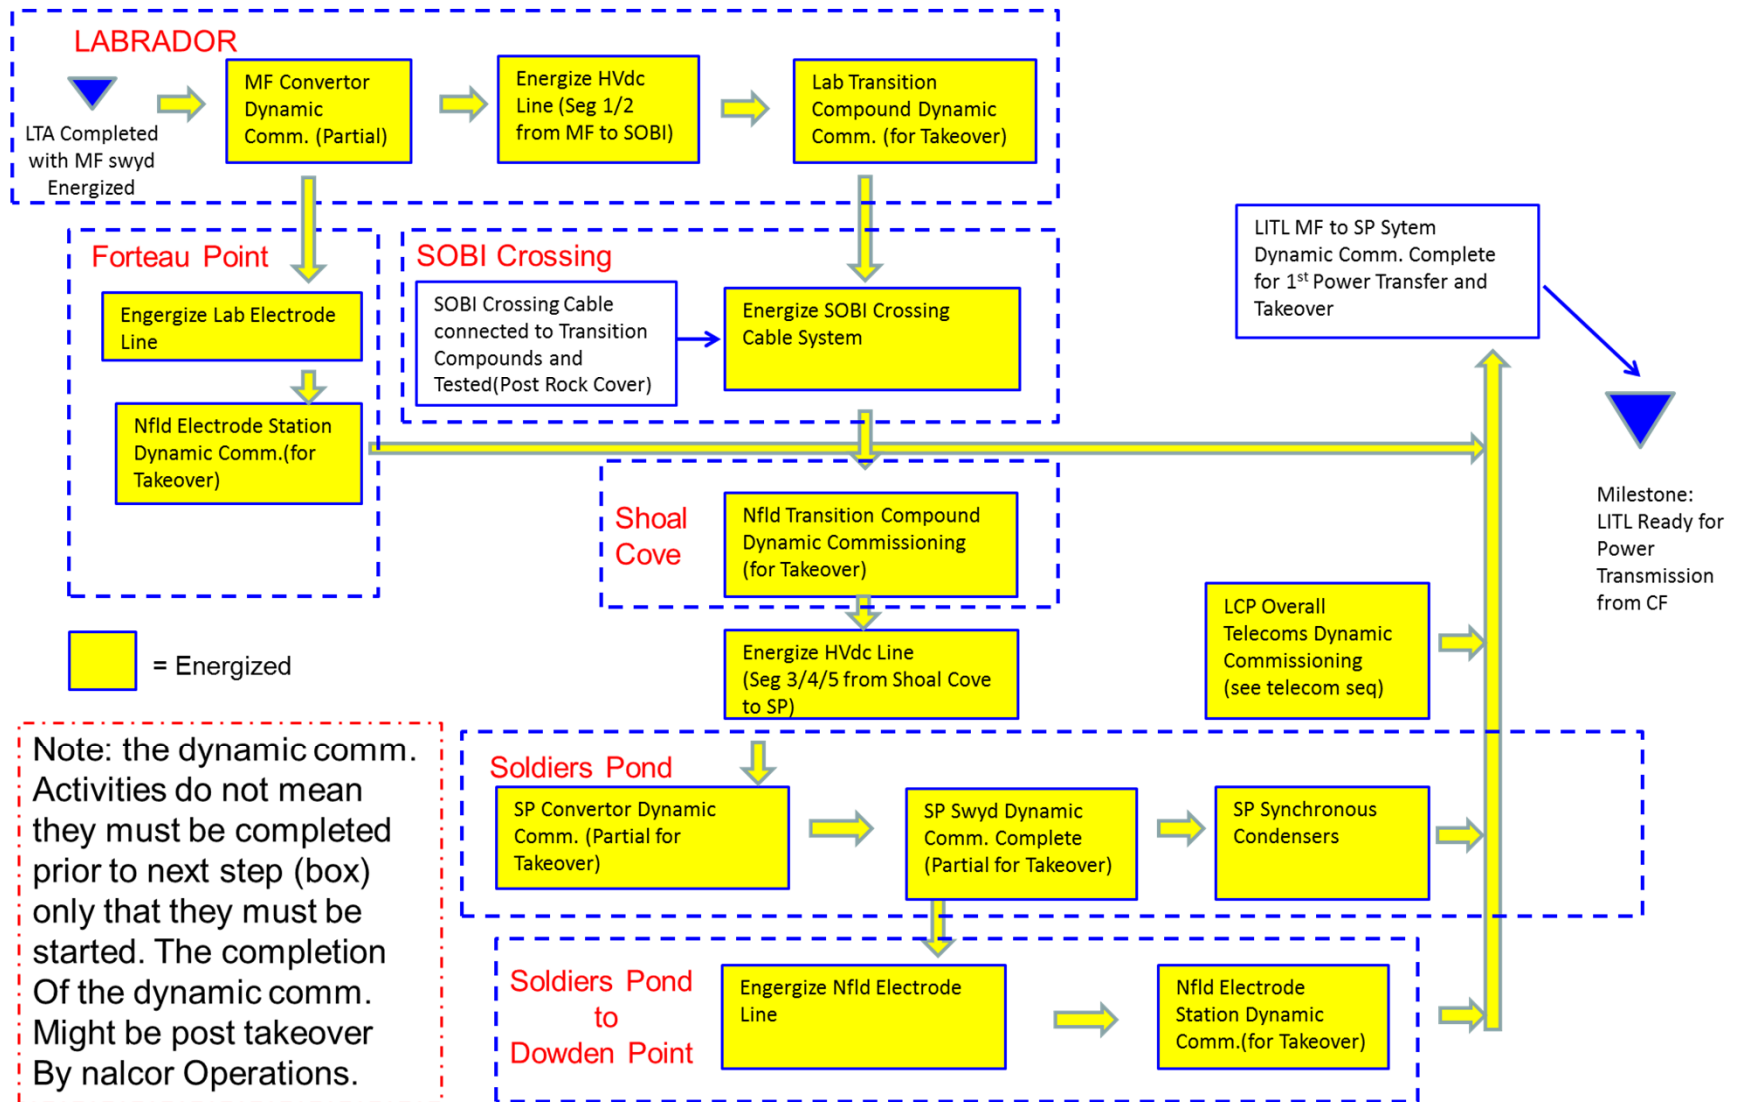 LABRADOR
LTA Completed
with MF swyd
Energized
MF Convertor
Dynamic
Comm. (Partial)
Energize HVdc
Line (Seg 1/2
from MF to SOBI)
Lab Transition
Compound Dynamic
Comm. (for Takeover)
Forteau Point
Engergize Lab Electrode
Line
Nfld Electrode Station
Dynamic Comm.(for
Takeover)
SOBI Crossing
SOBI Crossing Cable
connected to Transition
Compounds and
Tested(Post Rock Cover)
Energize SOBI Crossing
Cable System
LITL MF to SP Sytem
Dynamic Comm. Complete
for 1st Power Transfer and
Takeover
Milestone:
LITL Ready for
Power
Transmission
from CF
Shoal
Cove
Nfld Transition Compound
Dynamic Commissioning
(for Takeover)
Energize HVdc Line
(Seg 3/4/5 from Shoal Cove
to SP)
LCP Overall
Telecoms Dynamic
Commissioning
(see telecom seq)
= Energized
Note: the dynamic comm.
Activities do not mean
they must be completed
prior to next step (box)
only that they must be
started. The completion
Of the dynamic comm.
Might be post takeover
By nalcor Operations.
Soldiers Pond
SP Convertor Dynamic
Comm. (Partial for
Takeover)
SP Swyd Dynamic
Comm. Complete
(Partial for Takeover)
SP Synchronous
Condensers
Soldiers Pond
to
Dowden Point
Engergize Nfld Electrode
Line
Nfld Electrode
Station Dynamic
Comm.(for Takeover)